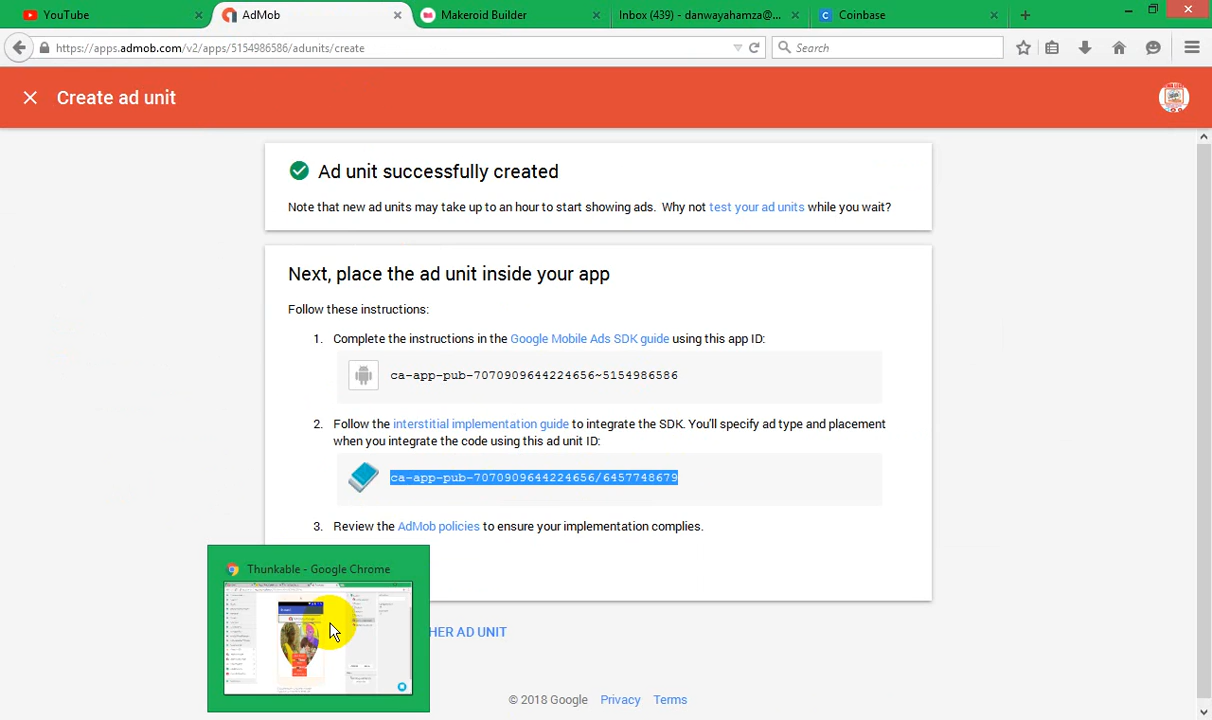 YouTube
AdMob
Makeroid Builder
Inbox (439) - danwayahamza@...
Coinbase
https://apps.admob.com/v2/apps/5154986586/adunits/create
Search
Create ad unit
Ad unit successfully created
Note that new ad units may take up to an hour to start showing ads. Why not test your ad units while you wait?
Next, place the ad unit inside your app
Follow these instructions:
1. Complete the instructions in the Google Mobile Ads SDK guide using this app ID:
ca-app-pub-7070909644224656~5154986586
2. Follow the interstitial implementation guide to integrate the SDK. You'll specify ad type and placement
when you integrate the code using this ad unit ID:
ca-app-pub-7070909644224656/6457748679
3. Review the AdMob policies to ensure your implementation complies.
Thunkable - Google Chrome
HER AD UNIT
© 2018 Google Privacy Terms